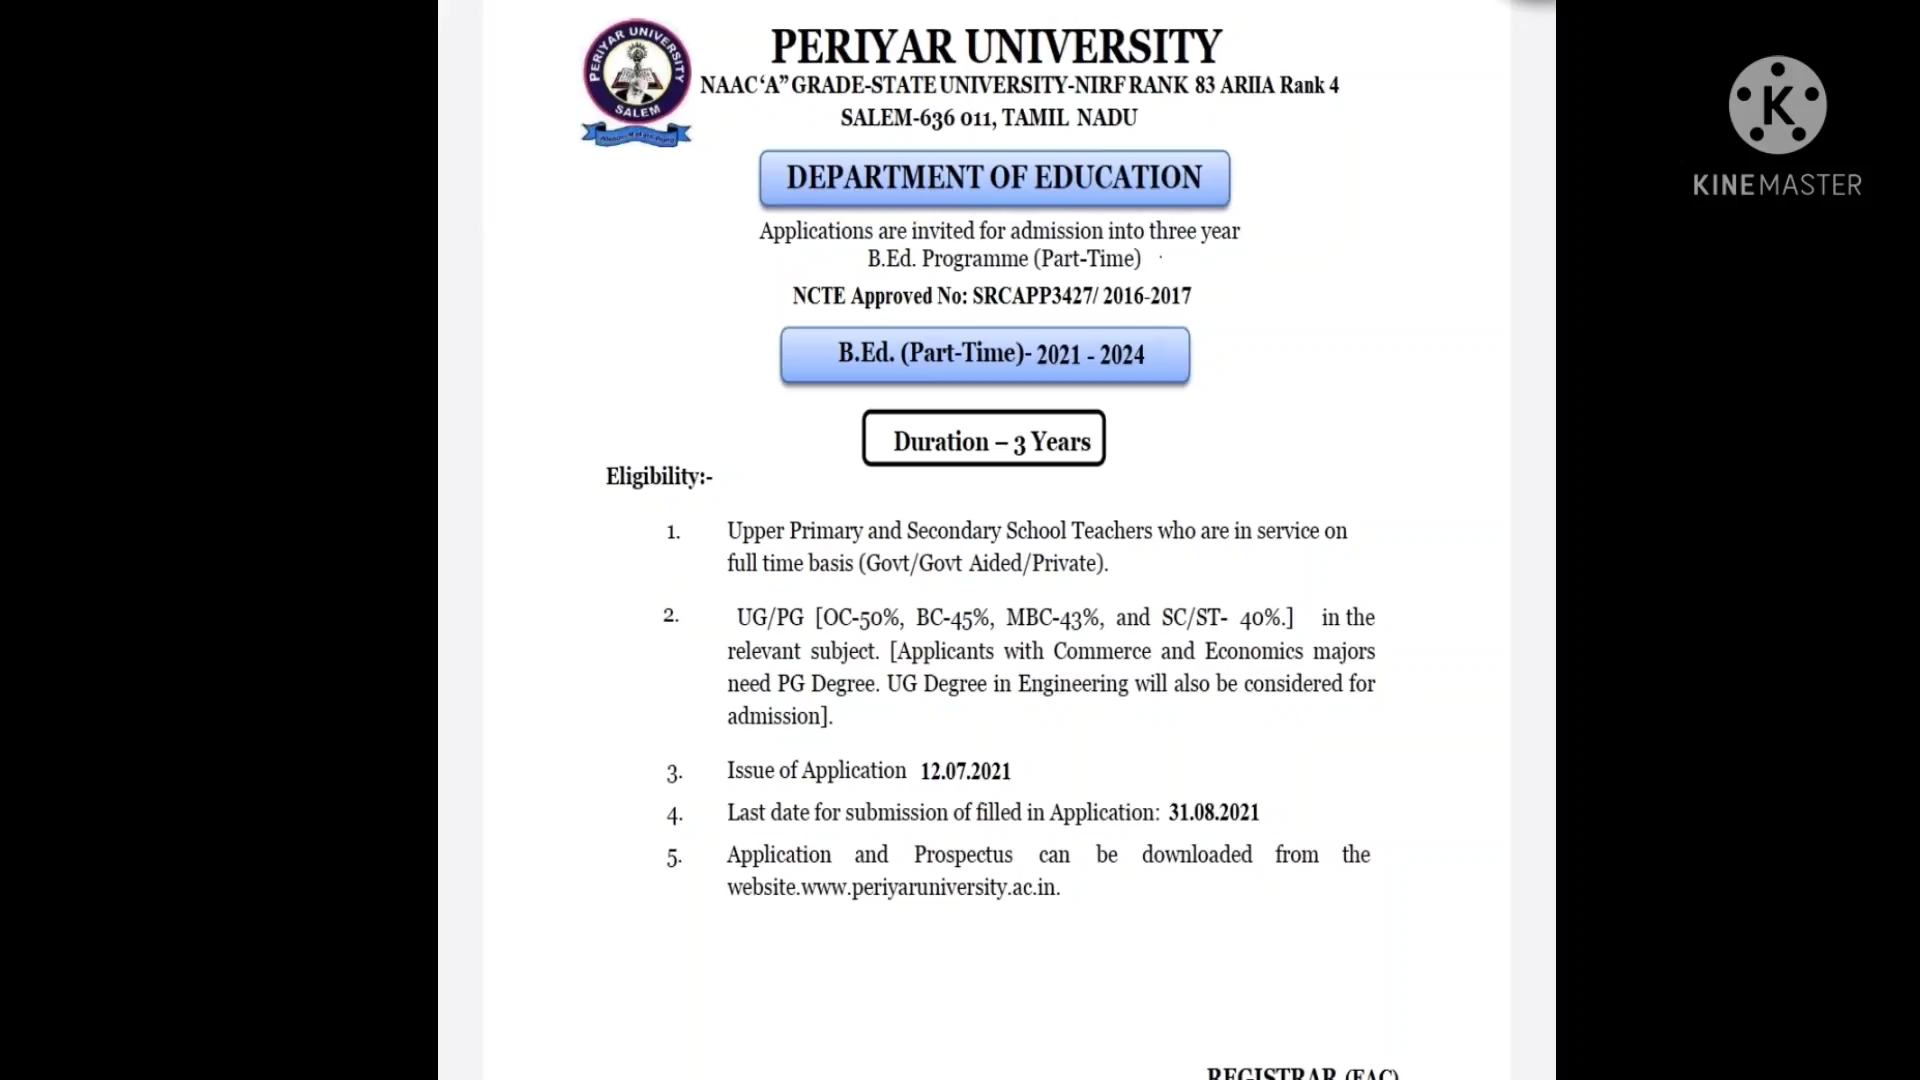 PERIYAR UNIVERSITY
PERIYAR UNIVERSITY
SALEM
NAAC‘A” GRADE-STATE UNIVERSITY-NIRF RANK 83 ARIIA Rank 4
SALEM-636 011, TAMIL NADU
K
KINEMASTER
DEPARTMENT OF EDUCATION
Applications are invited for admission into three year
B.Ed. Programme (Part-Time)
NCTE Approved No: SRCAPP3427/ 2016-2017
B.Ed. (Part-Time)- 2021 - 2024
Duration – 3 Years
Eligibility:-
1. Upper Primary and Secondary School Teachers who are in service on
full time basis (Govt/Govt Aided/Private).
2. UG/PG [OC-50%, BC-45%, MBC-43%, and SC/ST- 40%.] in the
relevant subject. [Applicants with Commerce and Economics majors
need PG Degree. UG Degree in Engineering will also be considered for
admission].
3. Issue of Application 12.07.2021
4. Last date for submission of filled in Application: 31.08.2021
5. Application and Prospectus can be downloaded from the
website.www.periyaruniversity.ac.in.
REGISTRAR (FAC)